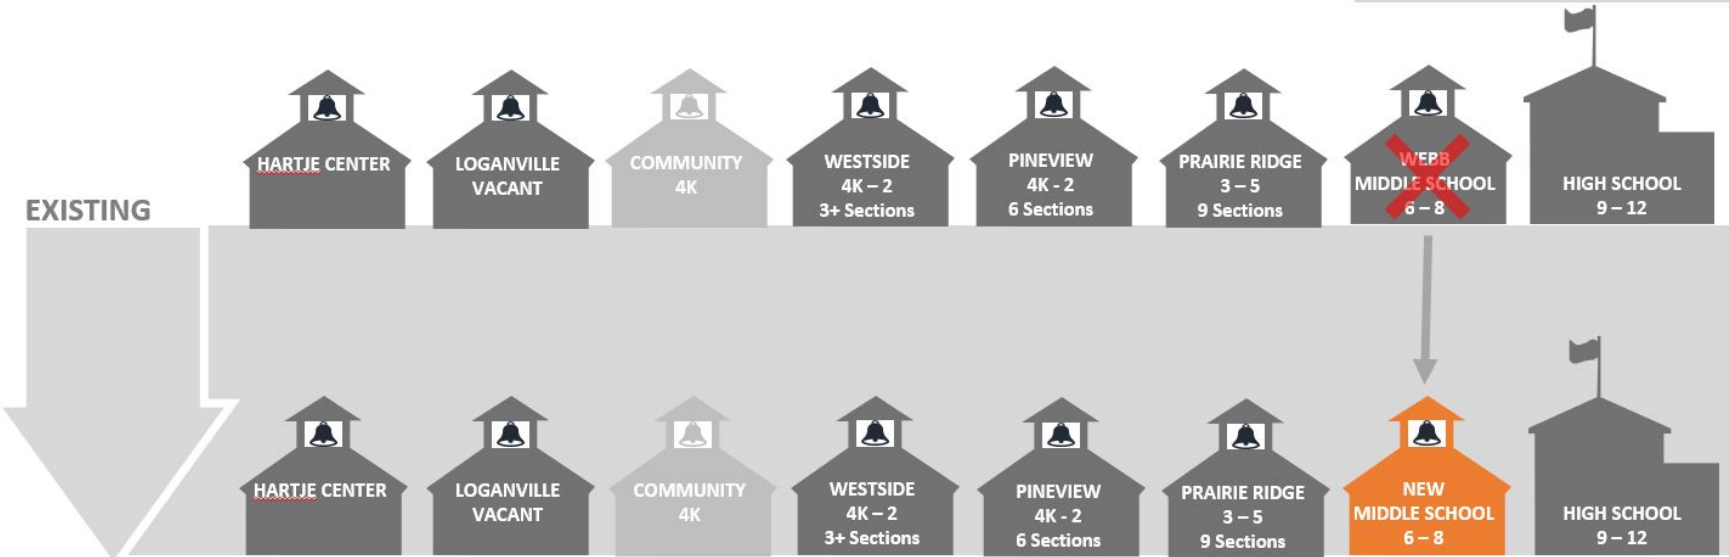 EXISTING
HARTJE CENTER
LOGANVILLE
VACANT
COMMUNITY
4K
WESTSIDE
4K – 2
3+ Sections
PINEVIEW
4K - 2
6 Sections
PRAIRIE RIDGE
3 – 5
9 Sections
WEBB
MIDDLE SCHOOL
6 – 8
HIGH SCHOOL
9 – 12
HARTJE CENTER
LOGANVILLE
VACANT
COMMUNITY
4K
WESTSIDE
4K – 2
3+ Sections
PINEVIEW
4K - 2
6 Sections
PRAIRIE RIDGE
3 – 5
9 Sections
NEW
MIDDLE SCHOOL
6 – 8
HIGH SCHOOL
9 – 12